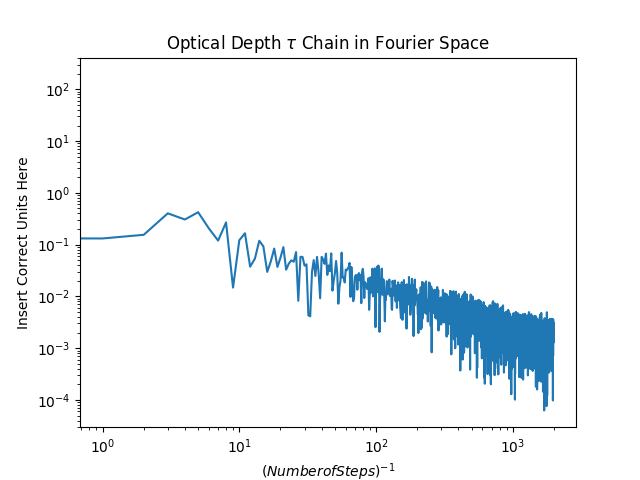 Optical Depth τ Chain in Fourier Space
Insert Correct Units Here
10²
10¹
10⁰
10⁻¹
10⁻²
10⁻³
10⁻⁴
10⁰ 10¹ 10² 10³
(NumberofSteps)⁻¹